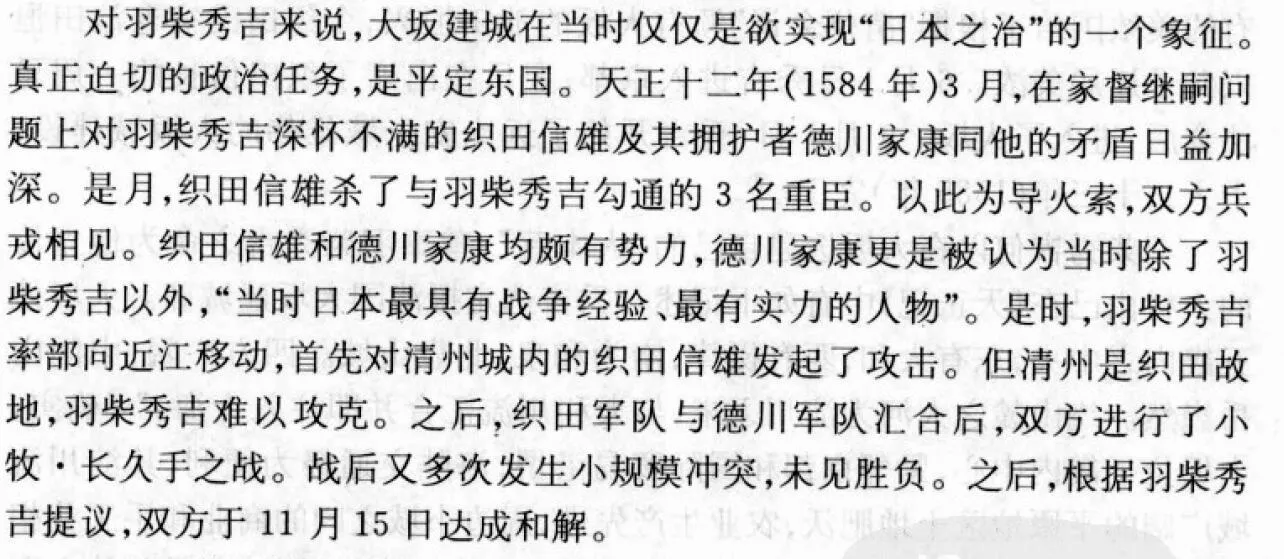 对羽柴秀吉来说,大坂建城在当时仅仅是欲实现“日本之治”的一个象征。
真正迫切的政治任务,是平定东国。天正十二年(1584 年)3 月,在家督继嗣问
题上对羽柴秀吉深怀不满的织田信雄及其拥护者德川家康同他的矛盾日益加
深。是月,织田信雄杀了与羽柴秀吉勾通的 3 名重臣。以此为导火索,双方兵
戎相见。织田信雄和德川家康均颇有势力,德川家康更是被认为当时除了羽
柴秀吉以外,“当时日本最具有战争经验、最有实力的人物”。是时,羽柴秀吉
率部向近江移动,首先对清州城内的织田信雄发起了攻击。但清州是织田故
地,羽柴秀吉难以攻克。之后,织田军队与德川军队汇合后,双方进行了小
牧·长久手之战。战后又多次发生小规模冲突,未见胜负。之后,根据羽柴秀
吉提议,双方于 11 月 15 日达成和解。